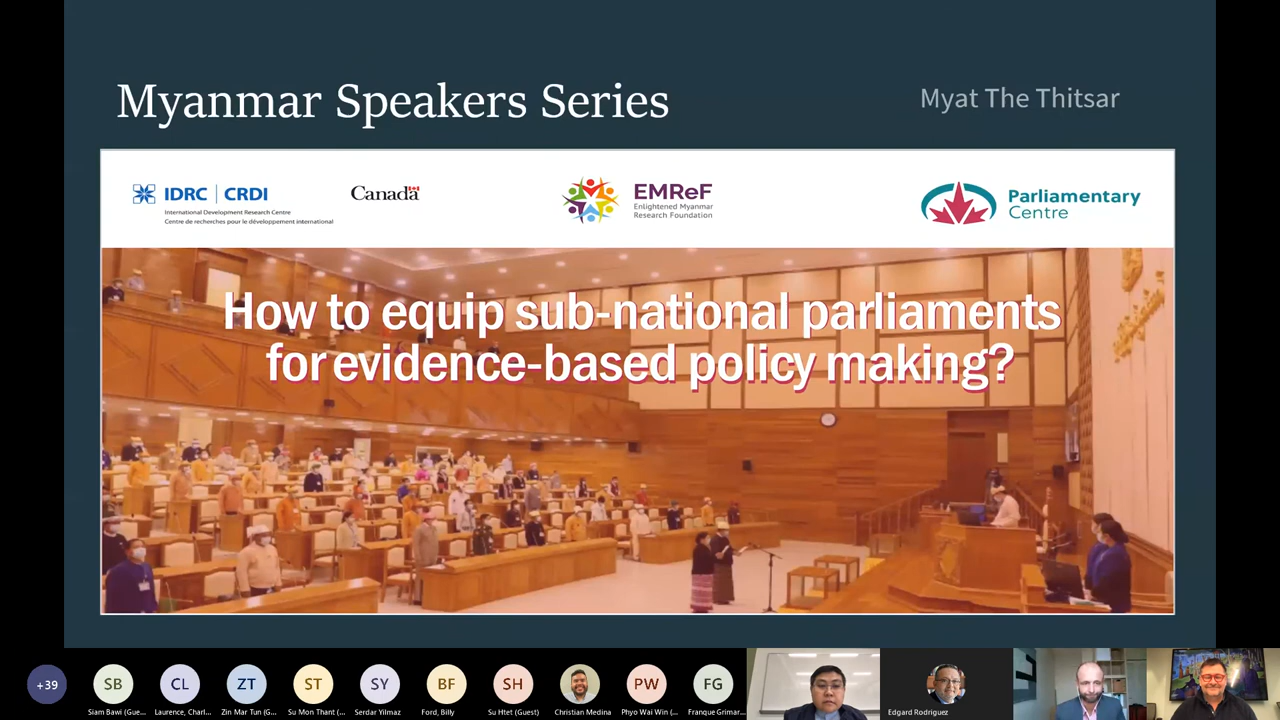 Myanmar Speakers Series
Myat The Thitsar
IDRC | CRDI
International Development Research Centre
Centre de recherches pour le développement international
Canada
EMReF
Enlightened Myanmar
Research Foundation
Parliamentary
Centre
How to equip sub-national parliaments
for evidence-based policy making?
+39
SB
CL
ZT
ST
SY
BF
SH
PW
FG
Siam Bawi (Gue...
Laurence, Charl...
Zin Mar Tun (G...
Su Mon Thant (...
Serdar Yilmaz
Ford, Billy
Su Htet (Guest)
Christian Medina
Phyo Wai Win (...
Franque Grimar...
Edgard Rodriguez